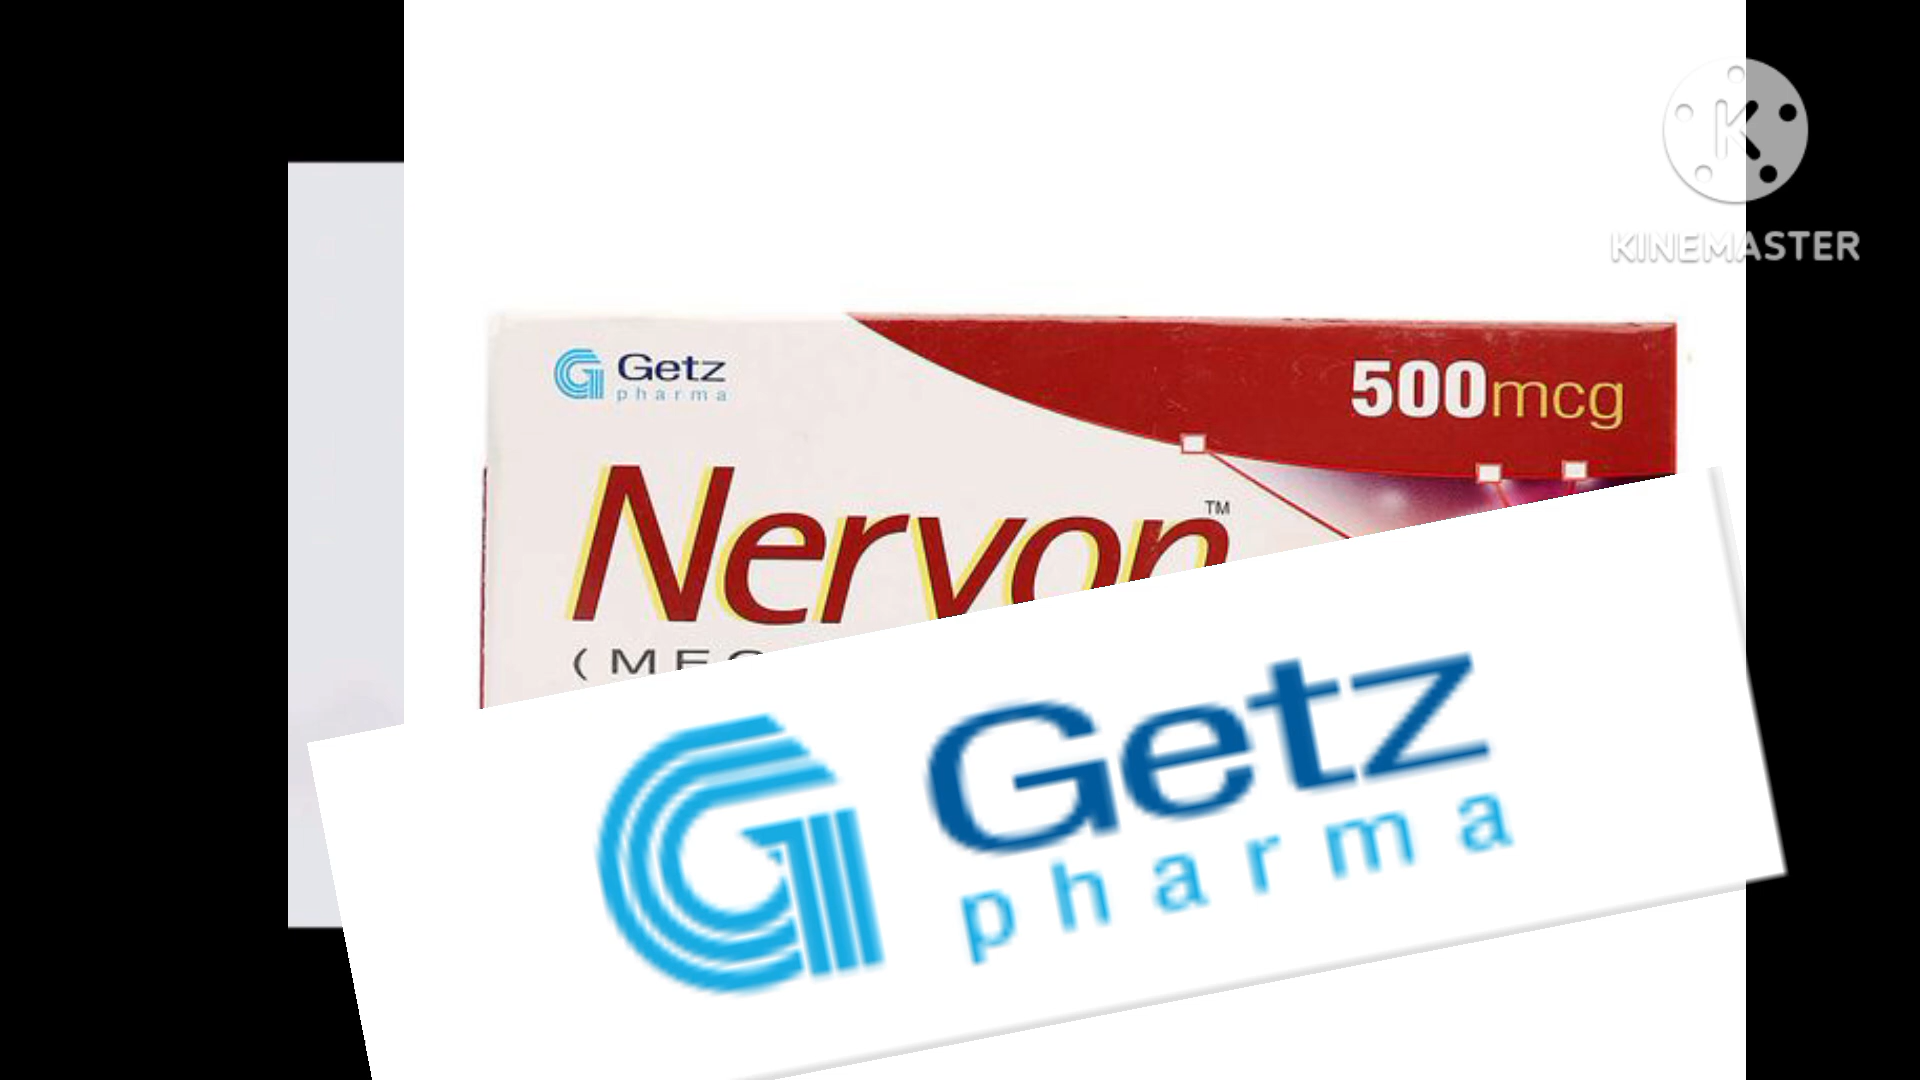 KINEMASTER
Getz
pharma
500mcg
Nervon™
Getz
pharma